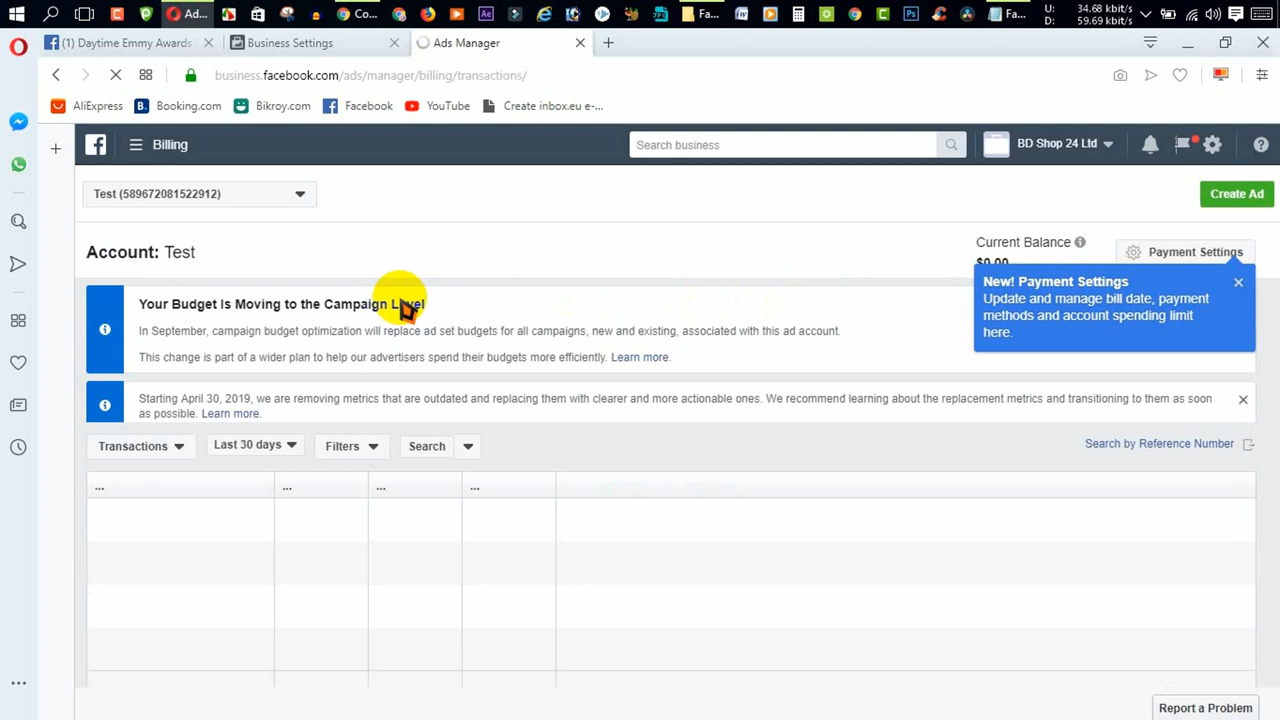 Ad...
Co...
Fa...
Fa...
U: 34.68 kbit/s
D: 59.69 kbit/s
(1) Daytime Emmy Awards
Business Settings
Ads Manager
business.facebook.com/ads/manager/billing/transactions/
AliExpress
Booking.com
Bikroy.com
Facebook
YouTube
Create inbox.eu e-...
Billing
Search business
BD Shop 24 Ltd
Test (589672081522912)
Create Ad
Account: Test
Current Balance
$0.00
Payment Settings
New! Payment Settings
Update and manage bill date, payment
methods and account spending limit
here.
Your Budget Is Moving to the Campaign Level
In September, campaign budget optimization will replace ad set budgets for all campaigns, new and existing, associated with this ad account.
This change is part of a wider plan to help our advertisers spend their budgets more efficiently. Learn more.
Starting April 30, 2019, we are removing metrics that are outdated and replacing them with clearer and more actionable ones. We recommend learning about the replacement metrics and transitioning to them as soon
as possible. Learn more.
Transactions
Last 30 days
Filters
Search
Search by Reference Number
...
...
...
...
Report a Problem